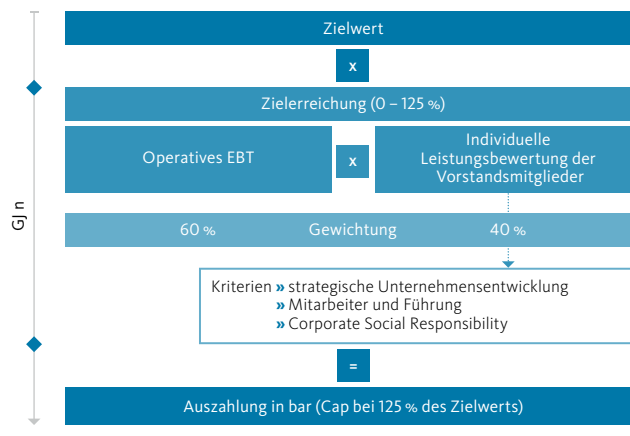 Zielwert
x
Zielerreichung (0 – 125 %)
Operatives EBT
x
Individuelle
Leistungsbewertung der
Vorstandsmitglieder
GJ n
60 % Gewichtung 40 %
Kriterien » strategische Unternehmensentwicklung
» Mitarbeiter und Führung
» Corporate Social Responsibility
=
Auszahlung in bar (Cap bei 125 % des Zielwerts)